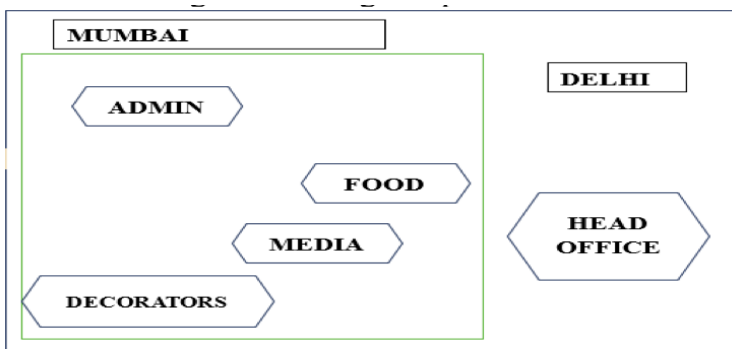 MUMBAI
DELHI
ADMIN
FOOD
MEDIA
HEAD
OFFICE
DECORATORS